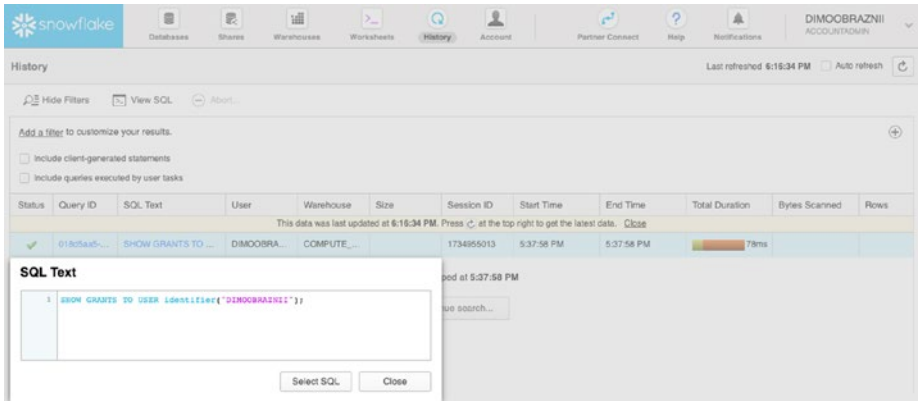 snowflake
Databases
Shares
Warehouses
Worksheets
History
Account
Partner Connect
Help
Notifications
DIMOOBRAZNII
ACCOUNTADMIN
History
Last refreshed 6:16:34 PM
Auto refresh
Hide Filters
View SQL
Abort...
Add a filter to customize your results.
Include client-generated statements
Include queries executed by user tasks
Status Query ID SQL Text User Warehouse Size Session ID Start Time End Time Total Duration Bytes Scanned Rows
This data was last updated at 6:16:34 PM. Press at the top right to get the latest data. Close
SHOW GRANTS TO ... DIMOOBRA... COMPUTE_... 1734955013 5:37:58 PM 5:37:58 PM 78ms
ped at 5:37:58 PM
ue search...
SQL Text
1 SHOW GRANTS TO USER identifier("DIMOOBRAZNII");
Select SQL
Close